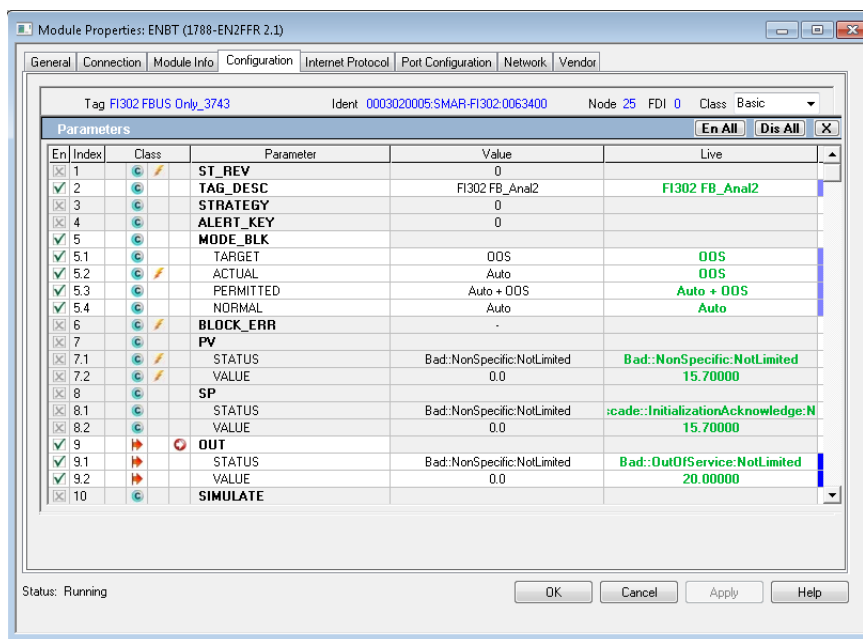 Module Properties: ENBT (1788-EN2FFR 2.1)
General Connection Module Info Configuration Internet Protocol Port Configuration Network Vendor
Tag FI302 FBUS Only_3743 Ident 0003020005:SMAR-FI302:0063400 Node 25 FDI 0 Class Basic
Parameters En All Dis All X
En Index Class Parameter Value Live
1 ST_REV 0
2 TAG_DESC FI302 FB_Anal2 FI302 FB_Anal2
3 STRATEGY 0
4 ALERT_KEY 0
5 MODE_BLK
5.1 TARGET OOS OOS
5.2 ACTUAL Auto OOS
5.3 PERMITTED Auto + OOS Auto + OOS
5.4 NORMAL Auto Auto
6 BLOCK_ERR -
7 PV
7.1 STATUS Bad::NonSpecific:NotLimited Bad::NonSpecific:NotLimited
7.2 VALUE 0.0 15.70000
8 SP
8.1 STATUS Bad::NonSpecific:NotLimited :cade::InitializationAcknowledge:N
8.2 VALUE 0.0 15.70000
9 OUT
9.1 STATUS Bad::NonSpecific:NotLimited Bad::OutOfService:NotLimited
9.2 VALUE 0.0 20.00000
10 SIMULATE
Status: Running OK Cancel Apply Help